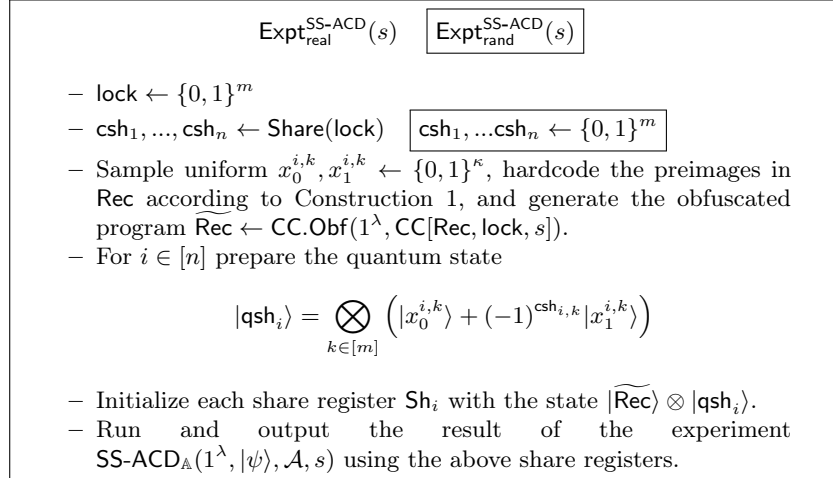 Expt^{SS-ACD}_{real}(s) Expt^{SS-ACD}_{rand}(s)
– lock ← {0, 1}^m
– csh_1, ..., csh_n ← Share(lock) csh_1, ...csh_n ← {0, 1}^m
– Sample uniform x_0^{i,k}, x_1^{i,k} ← {0, 1}^κ, hardcode the preimages in
Rec according to Construction 1, and generate the obfuscated
program \widetilde{Rec} ← CC.Obf(1^λ, CC[Rec, lock, s]).
– For i ∈ [n] prepare the quantum state
|qsh_i⟩ = ⨂_{k∈[m]} (|x_0^{i,k}⟩ + (−1)^{csh_{i,k}}|x_1^{i,k}⟩)
– Initialize each share register Sh_i with the state |\widetilde{Rec}⟩ ⊗ |qsh_i⟩.
– Run and output the result of the experiment
SS-ACD_𝔸(1^λ, |ψ⟩, 𝒜, s) using the above share registers.